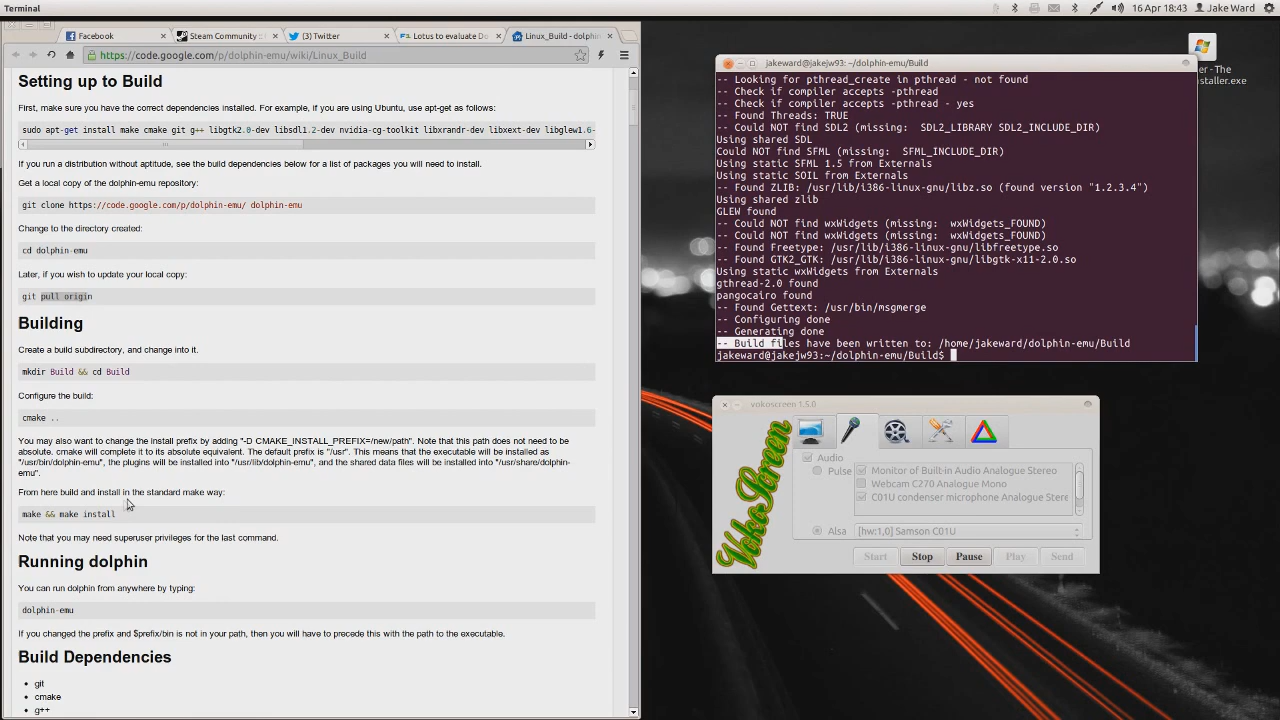 Terminal
16 Apr 18:43
Jake Ward
Facebook
Steam Community ::
(3) Twitter
Lotus to evaluate D
Linux_Build - dolphin
https://code.google.com/p/dolphin-emu/wiki/Linux_Build
Setting up to Build
First, make sure you have the correct dependencies installed. For example, if you are using Ubuntu, use apt-get as follows:
sudo apt-get install make cmake git g++ libgtk2.0-dev libsdl1.2-dev nvidia-cg-toolkit libxrandr-dev libxext-dev libglew1.6-
If you run a distribution without aptitude, see the build dependencies below for a list of packages you will need to install.
Get a local copy of the dolphin-emu repository:
git clone https://code.google.com/p/dolphin-emu/ dolphin-emu
Change to the directory created:
cd dolphin-emu
Later, if you wish to update your local copy:
git pull origin
Building
Create a build subdirectory, and change into it.
mkdir Build && cd Build
Configure the build:
cmake ..
You may also want to change the install prefix by adding "-D CMAKE_INSTALL_PREFIX=/new/path". Note that this path does not need to be
absolute. cmake will complete it to its absolute equivalent. The default prefix is "/usr". This means that the executable will be installed as
"/usr/bin/dolphin-emu", the plugins will be installed into "/usr/lib/dolphin-emu", and the shared data files will be installed into "/usr/share/dolphin-
emu".
From here build and install in the standard make way:
make && make install
Note that you may need superuser privileges for the last command.
Running dolphin
You can run dolphin from anywhere by typing:
dolphin-emu
If you changed the prefix and $prefix/bin is not in your path, then you will have to precede this with the path to the executable.
Build Dependencies
git
cmake
g++
jakeward@jakejw93: ~/dolphin-emu/Build
-- Looking for pthread_create in pthread - not found
-- Check if compiler accepts -pthread
-- Check if compiler accepts -pthread - yes
-- Found Threads: TRUE
-- Could NOT find SDL2 (missing:  SDL2_LIBRARY SDL2_INCLUDE_DIR)
Using shared SDL
Could NOT find SFML (missing:  SFML_INCLUDE_DIR)
Using static SFML 1.5 from Externals
Using static SOIL from Externals
-- Found ZLIB: /usr/lib/i386-linux-gnu/libz.so (found version "1.2.3.4")
Using shared zlib
GLEW found
-- Could NOT find wxWidgets (missing:  wxWidgets_FOUND)
-- Could NOT find wxWidgets (missing:  wxWidgets_FOUND)
-- Found Freetype: /usr/lib/i386-linux-gnu/libfreetype.so
-- Found GTK2_GTK: /usr/lib/i386-linux-gnu/libgtk-x11-2.0.so
Using static wxWidgets from Externals
gthread-2.0 found
pangocairo found
-- Found Gettext: /usr/bin/msgmerge
-- Configuring done
-- Generating done
-- Build files have been written to: /home/jakeward/dolphin-emu/Build
jakeward@jakejw93:~/dolphin-emu/Build$
er - The
staller.exe
vokoscreen 1.5.0
VokoScreen
Audio
Pulse
Monitor of Built-in Audio Analogue Stereo
Webcam C270 Analogue Mono
C01U condenser microphone Analogue Stere
Alsa
[hw:1,0] Samson C01U
Start
Stop
Pause
Play
Send